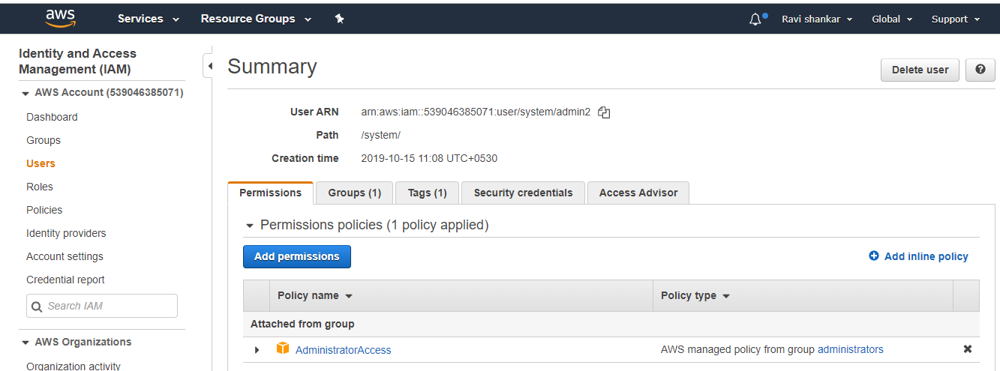 aws Services Resource Groups Ravi shankar Global Support
Identity and Access
Management (IAM)
AWS Account (539046385071)
Dashboard
Groups
Users
Roles
Policies
Identity providers
Account settings
Credential report
Search IAM
AWS Organizations
Organization activity
Summary
Delete user ?
User ARN arn:aws:iam::539046385071:user/system/admin2
Path /system/
Creation time 2019-10-15 11:08 UTC+0530
Permissions Groups (1) Tags (1) Security credentials Access Advisor
Permissions policies (1 policy applied)
Add permissions Add inline policy
Policy name Policy type
Attached from group
AdministratorAccess AWS managed policy from group administrators